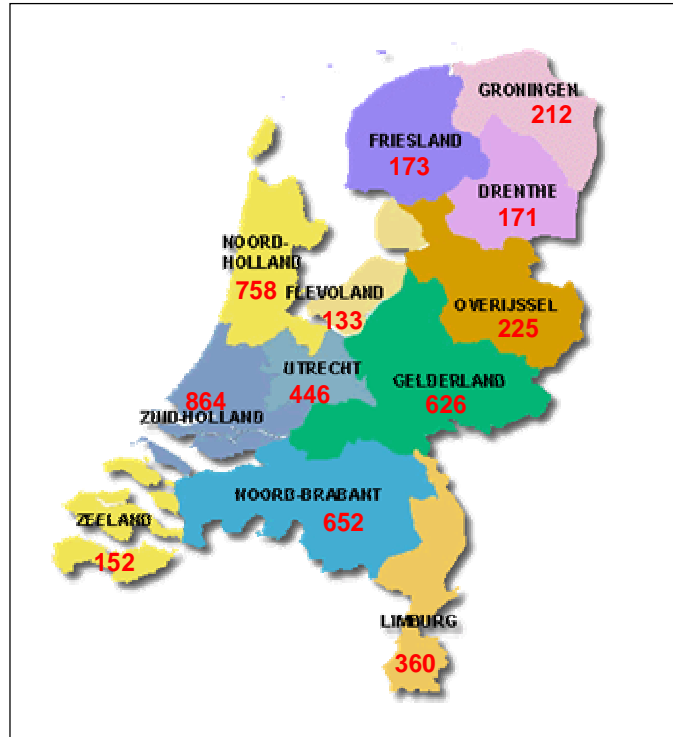 GRONINGEN
212
FRIESLAND
173
DRENTHE
171
NOORD-
HOLLAND
758
FLEVOLAND
133
OVERIJSSEL
225
UTRECHT
446
GELDERLAND
626
864
ZUID-HOLLAND
NOORD-BRABANT
652
ZEELAND
152
LIMBURG
360